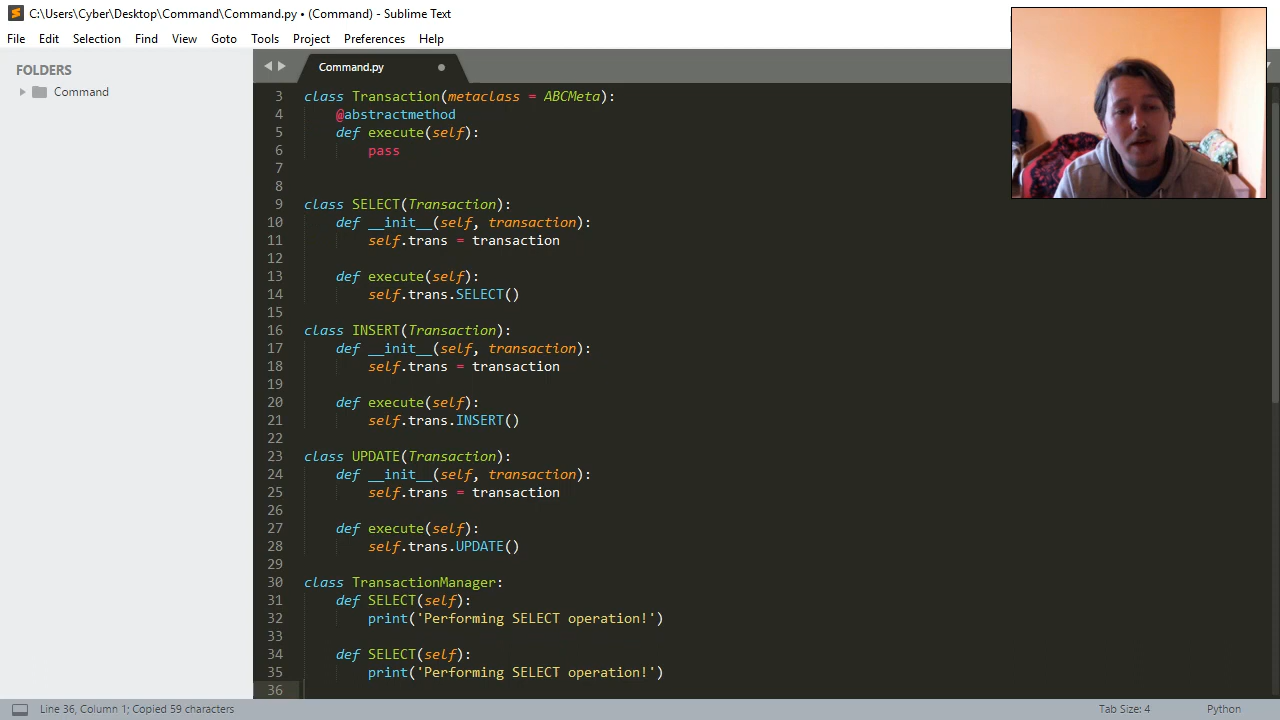 C:\Users\Cyber\Desktop\Command\Command.py • (Command) - Sublime Text
File Edit Selection Find View Goto Tools Project Preferences Help
FOLDERS
Command
Command.py
3 class Transaction(metaclass = ABCMeta):
4 @abstractmethod
5 def execute(self):
6 pass
7
8
9 class SELECT(Transaction):
10 def __init__(self, transaction):
11 self.trans = transaction
12
13 def execute(self):
14 self.trans.SELECT()
15
16 class INSERT(Transaction):
17 def __init__(self, transaction):
18 self.trans = transaction
19
20 def execute(self):
21 self.trans.INSERT()
22
23 class UPDATE(Transaction):
24 def __init__(self, transaction):
25 self.trans = transaction
26
27 def execute(self):
28 self.trans.UPDATE()
29
30 class TransactionManager:
31 def SELECT(self):
32 print('Performing SELECT operation!')
33
34 def SELECT(self):
35 print('Performing SELECT operation!')
36
Line 36, Column 1; Copied 59 characters
Tab Size: 4
Python